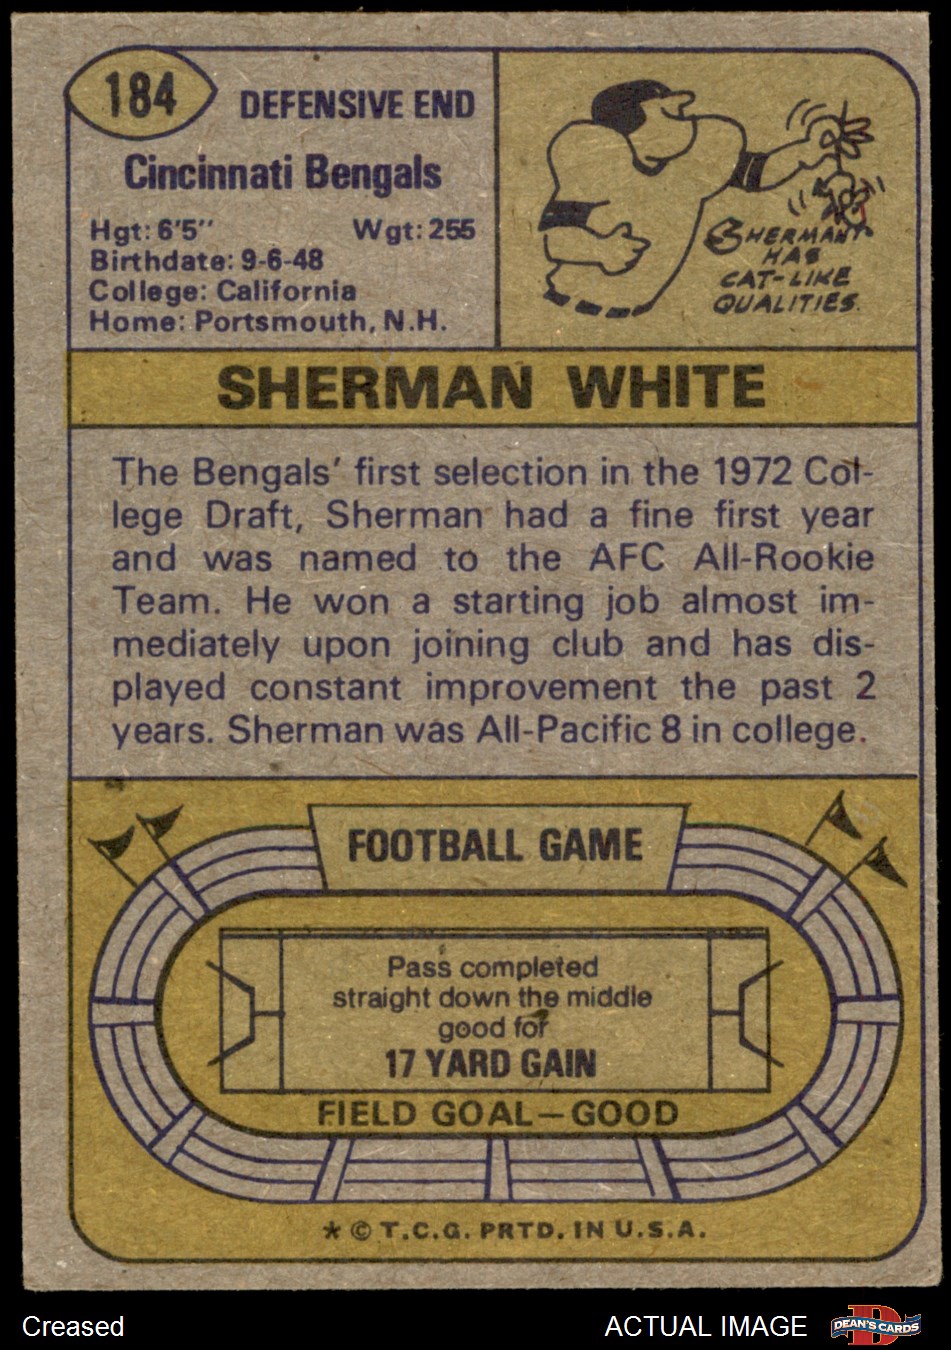 184
DEFENSIVE END
Cincinnati Bengals
Hgt: 6'5" Wgt: 255
Birthdate: 9-6-48
College: California
Home: Portsmouth, N.H.
SHERMAN
HAS
CAT-LIKE
QUALITIES.
SHERMAN WHITE
The Bengals' first selection in the 1972 Col-
lege Draft, Sherman had a fine first year
and was named to the AFC All-Rookie
Team. He won a starting job almost im-
mediately upon joining club and has dis-
played constant improvement the past 2
years. Sherman was All-Pacific 8 in college.
FOOTBALL GAME
Pass completed
straight down the middle
good for
17 YARD GAIN
FIELD GOAL—GOOD
* © T.C.G. PRTD. IN U.S.A.
Creased
ACTUAL IMAGE
D
DEAN'S CARDS